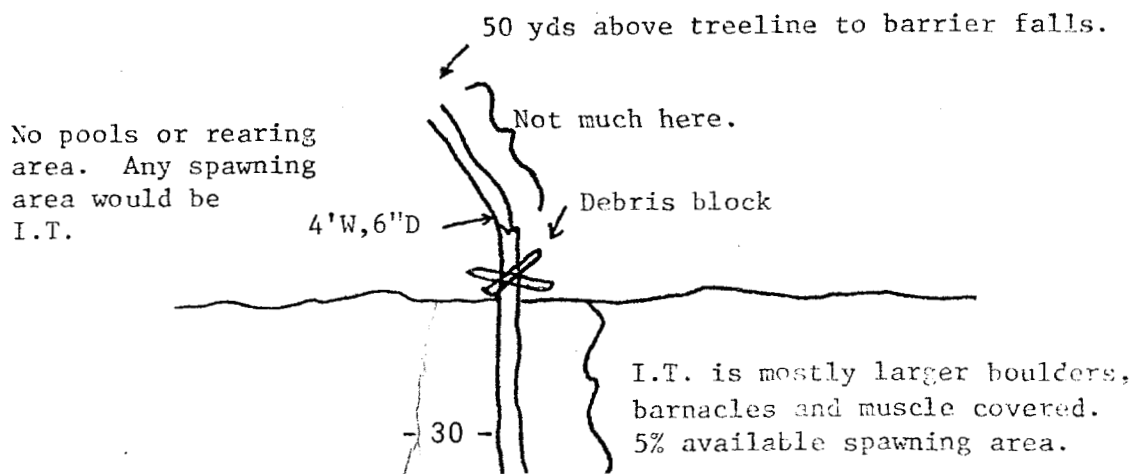 50 yds above treeline to barrier falls.
Not much here.
No pools or rearing
area. Any spawning
area would be
I.T.
4'W,6"D
Debris block
I.T. is mostly larger boulders,
barnacles and muscle covered.
5% available spawning area.
- 30 -